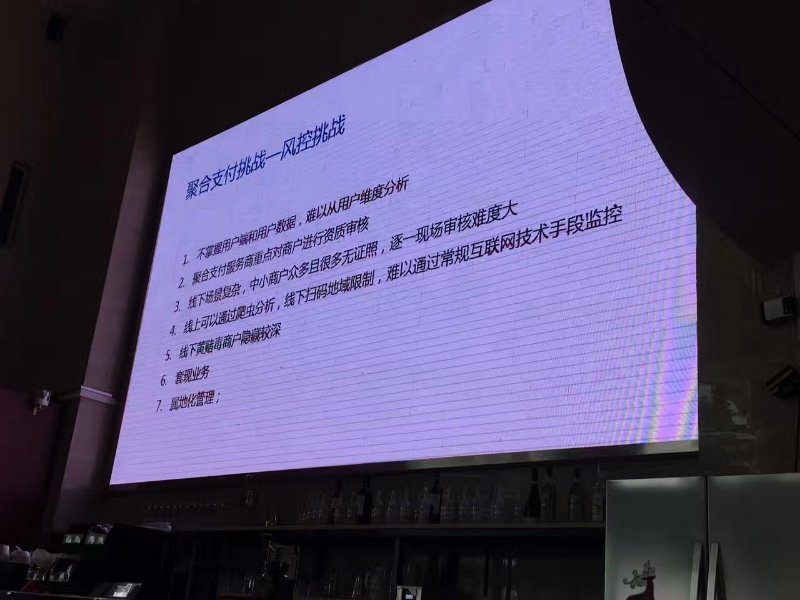 聚合支付挑战—风控挑战
1. 不掌握用户端和用户数据，难以从用户维度分析
2. 聚合支付服务商重点对商户进行资质审核
3. 线下场景复杂，中小商户众多且很多无证照，逐一现场审核难度大
4. 线上可以通过爬虫分析，线下扫码地域限制，难以通过常规互联网技术手段监控
5. 线下黄赌毒商户隐藏较深
6. 套现业务
7. 属地化管理；